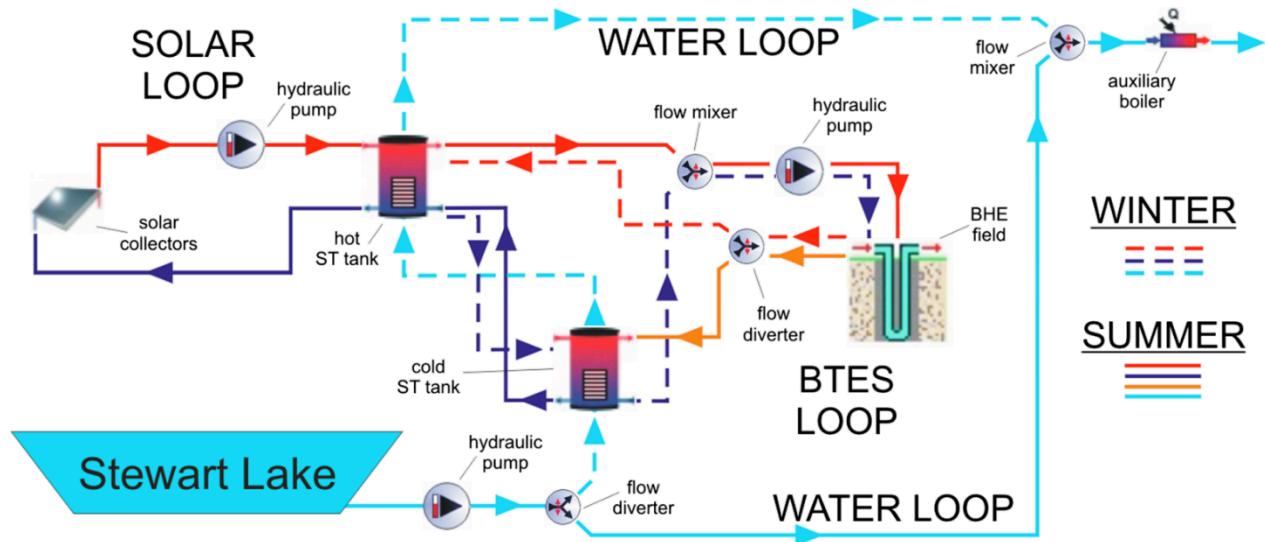 SOLAR
LOOP
WATER LOOP
Q
flow
mixer
auxiliary
boiler
hydraulic
pump
flow mixer
hydraulic
pump
solar
collectors
hot
ST tank
BHE
field
WINTER
flow
diverter
SUMMER
cold
ST tank
BTES
LOOP
Stewart Lake
hydraulic
pump
flow
diverter
WATER LOOP